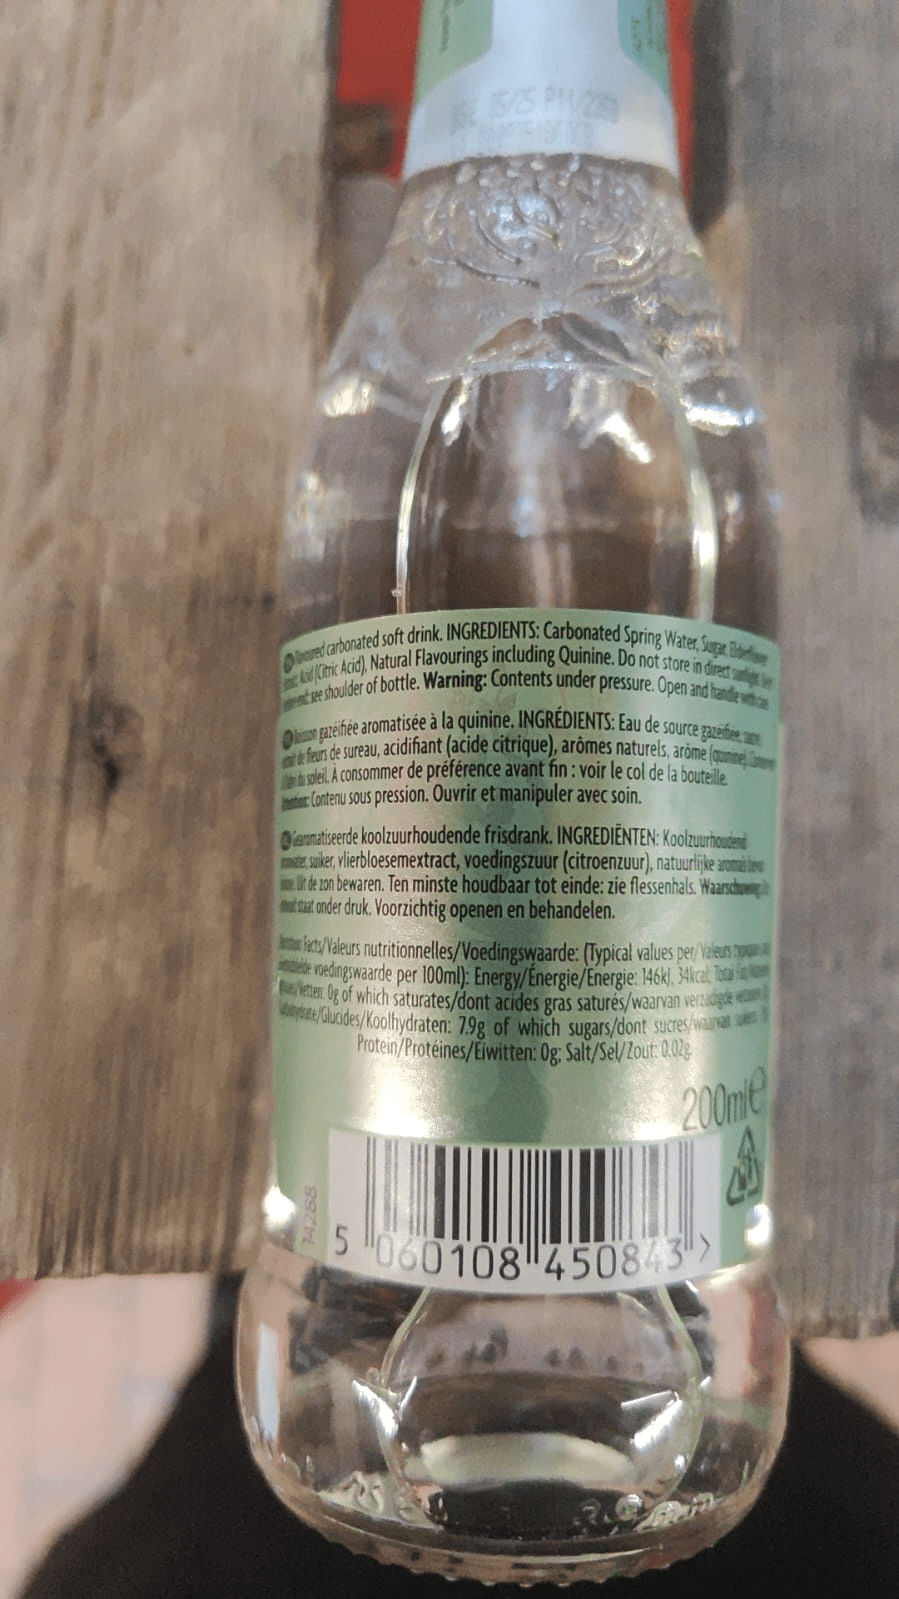 05/25
Flavoured carbonated soft drink. INGREDIENTS: Carbonated Spring Water, Sugar, Elderflower
Acid (Citric Acid), Natural Flavourings including Quinine. Do not store in direct sunlight.
end: see shoulder of bottle. Warning: Contents under pressure. Open and handle with care
Boisson gazéifiée aromatisée à la quinine. INGRÉDIENTS: Eau de source gazéifiée, sucre,
de fleurs de sureau, acidifiant (acide citrique), arômes naturels, arôme (quinine).
du soleil. A consommer de préférence avant fin : voir le col de la bouteille.
Attention: Contenu sous pression. Ouvrir et manipuler avec soin.
Gearomatiseerde koolzuurhoudende frisdrank. INGREDIËNTEN: Koolzuurhoudend
suiker, vlierbloesemextract, voedingszuur (citroenzuur), natuurlijke aroma's
Uit de zon bewaren. Ten minste houdbaar tot einde: zie flessenhals. Waarschuwing:
staat onder druk. Voorzichtig openen en behandelen.
Facts/Valeurs nutritionnelles/Voedingswaarde: (Typical values per/Valeurs
voedingswaarde per 100ml): Energy/Énergie/Energie: 146kJ, 34kcal; Total Fat/
Vetten: 0g of which saturates/dont acides gras saturés/waarvan verzadigde vetzuren
Carbohydrate/Glucides/Koolhydraten: 7.9g of which sugars/dont sucres/waarvan suikers
Protein/Protéines/Eiwitten: 0g; Salt/Sel/Zout: 0.02g.
200ml e
14288
5 060108 450843 >